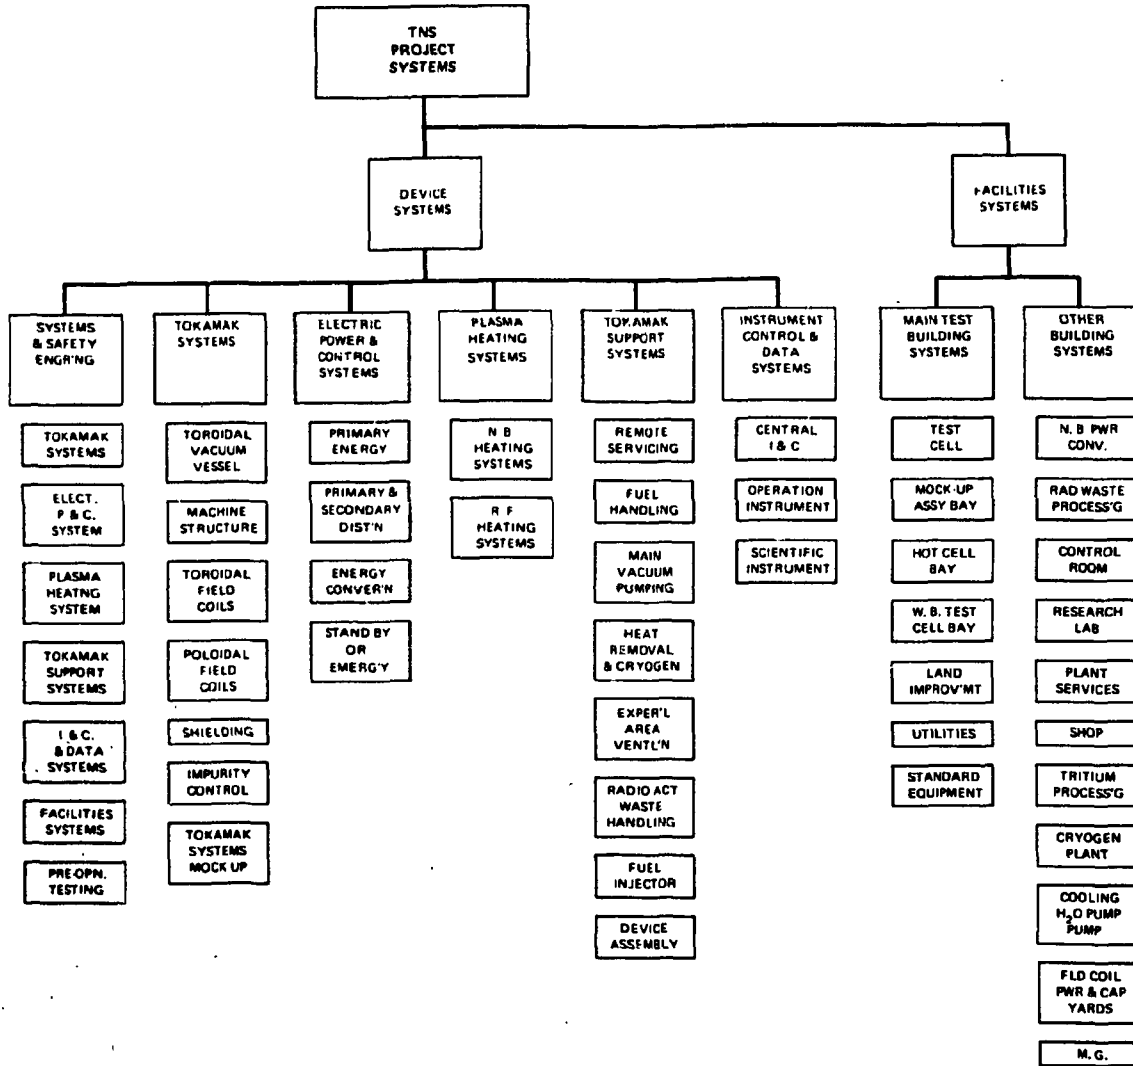 TNS
PROJECT
SYSTEMS
DEVICE
SYSTEMS
FACILITIES
SYSTEMS
SYSTEMS
& SAFETY
ENGR'NG
TOKAMAK
SYSTEMS
ELECT.
P & C.
SYSTEM
PLASMA
HEATNG
SYSTEM
TOKAMAK
SUPPORT
SYSTEMS
I & C.
& DATA
SYSTEMS
FACILITIES
SYSTEMS
PRE-OPN.
TESTING
TOKAMAK
SYSTEMS
TOROIDAL
VACUUM
VESSEL
MACHINE
STRUCTURE
TOROIDAL
FIELD
COILS
POLOIDAL
FIELD
COILS
SHIELDING
IMPURITY
CONTROL
TOKAMAK
SYSTEMS
MOCK UP
ELECTRIC
POWER &
CONTROL
SYSTEMS
PRIMARY
ENERGY
PRIMARY &
SECONDARY
DIST'N
ENERGY
CONVER'N
STAND BY
OR
EMERG'Y
PLASMA
HEATING
SYSTEMS
N B
HEATING
SYSTEMS
R F
HEATING
SYSTEMS
TOKAMAK
SUPPORT
SYSTEMS
REMOTE
SERVICING
FUEL
HANDLING
MAIN
VACUUM
PUMPING
HEAT
REMOVAL
& CRYOGEN
EXPER'L
AREA
VENTL'N
RADIO ACT
WASTE
HANDLING
FUEL
INJECTOR
DEVICE
ASSEMBLY
INSTRUMENT
CONTROL &
DATA
SYSTEMS
CENTRAL
I & C
OPERATION
INSTRUMENT
SCIENTIFIC
INSTRUMENT
MAIN TEST
BUILDING
SYSTEMS
TEST
CELL
MOCK-UP
ASSY BAY
HOT CELL
BAY
W. B. TEST
CELL BAY
LAND
IMPROV'MT
UTILITIES
STANDARD
EQUIPMENT
OTHER
BUILDING
SYSTEMS
N. B PWR
CONV.
RAD WASTE
PROCESS'G
CONTROL
ROOM
RESEARCH
LAB
PLANT
SERVICES
SHOP
TRITIUM
PROCESS'G
CRYOGEN
PLANT
COOLING
H2O PUMP
PUMP
FLD COIL
PWR & CAP
YARDS
M. G.